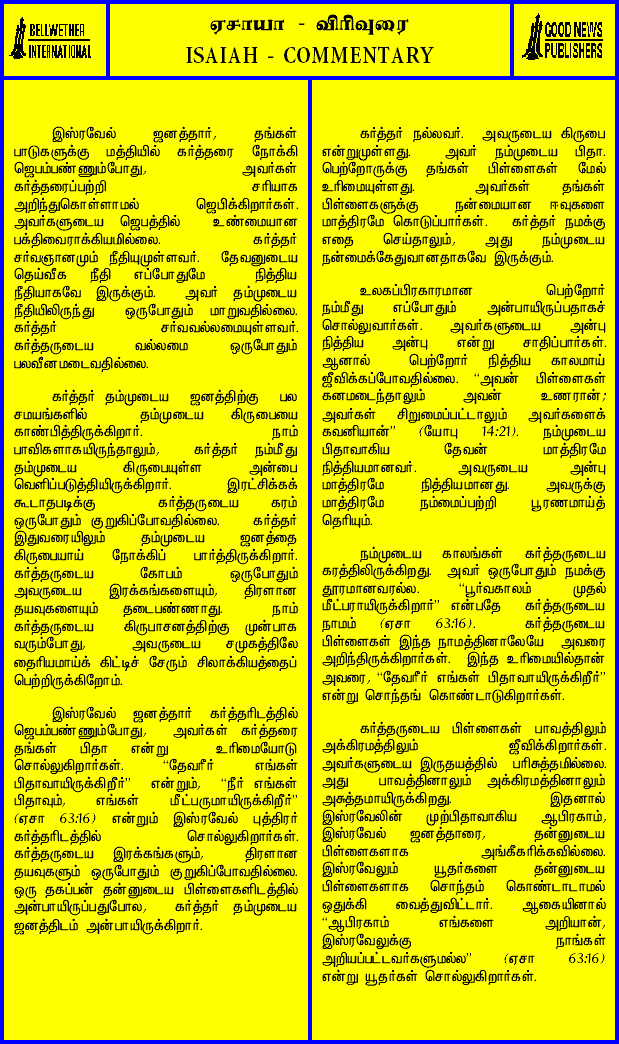 BELLWETHER
INTERNATIONAL
ஏசாயா - விரிவுரை
ISAIAH - COMMENTARY
GOOD NEWS
PUBLISHERS
இஸ்ரவேல் ஜனத்தார், தங்கள்
பாடுகளுக்கு மத்தியில் கர்த்தரை நோக்கி
ஜெபம்பண்ணும்போது, அவர்கள்
கர்த்தரைப்பற்றி சரியாக
அறிந்துகொள்ளாமல் ஜெபிக்கிறார்கள்.
அவர்களுடைய ஜெபத்தில் உண்மையான
பக்திவைராக்கியமில்லை. கர்த்தர்
சர்வஞானமும் நீதியுமுள்ளவர். தேவனுடைய
தெய்வீக நீதி எப்போதுமே நித்திய
நீதியாகவே இருக்கும். அவர் தம்முடைய
நீதியிலிருந்து ஒருபோதும் மாறுவதில்லை.
கர்த்தர் சர்வவல்லமையுள்ளவர்.
கர்த்தருடைய வல்லமை ஒருபோதும்
பலவீனமடைவதில்லை.
கர்த்தர் தம்முடைய ஜனத்திற்கு பல
சமயங்களில் தம்முடைய கிருபையை
காண்பித்திருக்கிறார். நாம்
பாவிகளாகயிருந்தாலும், கர்த்தர் நம்மீது
தம்முடைய கிருபையுள்ள அன்பை
வெளிப்படுத்தியிருக்கிறார். இரட்சிக்கக்
கூடாதபடிக்கு கர்த்தருடைய கரம்
ஒருபோதும் குறுகிப்போவதில்லை. கர்த்தர்
இதுவரையிலும் தம்முடைய ஜனத்தை
கிருபையாய் நோக்கிப் பார்த்திருக்கிறார்.
கர்த்தருடைய கோபம் ஒருபோதும்
அவருடைய இரக்கங்களையும், திரளான
தயவுகளையும் தடைபண்ணாது. நாம்
கர்த்தருடைய கிருபாசனத்திற்கு முன்பாக
வரும்போது, அவருடைய சமுகத்திலே
தைரியமாய்க் கிட்டிச் சேரும் சிலாக்கியத்தைப்
பெற்றிருக்கிறோம்.
இஸ்ரவேல் ஜனத்தார் கர்த்தரிடத்தில்
ஜெபம்பண்ணும்போது, அவர்கள் கர்த்தரை
தங்கள் பிதா என்று உரிமையோடு
சொல்லுகிறார்கள். "தேவரீர் எங்கள்
பிதாவாயிருக்கிறீர்" என்றும், "நீர் எங்கள்
பிதாவும், எங்கள் மீட்பருமாயிருக்கிறீர்"
(ஏசா 63:16) என்றும் இஸ்ரவேல் புத்திரர்
கர்த்தரிடத்தில் சொல்லுகிறார்கள்.
கர்த்தருடைய இரக்கங்களும், திரளான
தயவுகளும் ஒருபோதும் குறுகிப்போவதில்லை.
ஒரு தகப்பன் தன்னுடைய பிள்ளைகளிடத்தில்
அன்பாயிருப்பதுபோல, கர்த்தர் தம்முடைய
ஜனத்திடம் அன்பாயிருக்கிறார்.
கர்த்தர் நல்லவர். அவருடைய கிருபை
என்றுமுள்ளது. அவர் நம்முடைய பிதா.
பெற்றோருக்கு தங்கள் பிள்ளைகள் மேல்
உரிமையுள்ளது. அவர்கள் தங்கள்
பிள்ளைகளுக்கு நன்மையான ஈவுகளை
மாத்திரமே கொடுப்பார்கள். கர்த்தர் நமக்கு
எதை செய்தாலும், அது நம்முடைய
நன்மைக்கேதுவானதாகவே இருக்கும்.
உலகப்பிரகாரமான பெற்றோர்
நம்மீது எப்போதும் அன்பாயிருப்பதாகச்
சொல்லுவார்கள். அவர்களுடைய அன்பு
நித்திய அன்பு என்று சாதிப்பார்கள்.
ஆனால் பெற்றோர் நித்திய காலமாய்
ஜீவிக்கப்போவதில்லை. "அவன் பிள்ளைகள்
கனமடைந்தாலும் அவன் உணரான்;
அவர்கள் சிறுமைப்பட்டாலும் அவர்களைக்
கவனியான்" (யோபு 14:21). நம்முடைய
பிதாவாகிய தேவன் மாத்திரமே
நித்தியமானவர். அவருடைய அன்பு
மாத்திரமே நித்தியமானது. அவருக்கு
மாத்திரமே நம்மைப்பற்றி பூரணமாய்த்
தெரியும்.
நம்முடைய காலங்கள் கர்த்தருடைய
கரத்திலிருக்கிறது. அவர் ஒருபோதும் நமக்கு
தூரமானவரல்ல. "பூர்வகாலம் முதல்
மீட்பராயிருக்கிறார்" என்பதே கர்த்தருடைய
நாமம் (ஏசா 63:16). கர்த்தருடைய
பிள்ளைகள் இந்த நாமத்தினாலேயே அவரை
அறிந்திருக்கிறார்கள். இந்த உரிமையில்தான்
அவரை, "தேவரீர் எங்கள் பிதாவாயிருக்கிறீர்"
என்று சொந்தங் கொண்டாடுகிறார்கள்.
கர்த்தருடைய பிள்ளைகள் பாவத்திலும்
அக்கிரமத்திலும் ஜீவிக்கிறார்கள்.
அவர்களுடைய இருதயத்தில் பரிசுத்தமில்லை.
அது பாவத்தினாலும் அக்கிரமத்தினாலும்
அசுத்தமாயிருக்கிறது. இதனால்
இஸ்ரவேலின் முற்பிதாவாகிய ஆபிரகாம்,
இஸ்ரவேல் ஜனத்தாரை, தன்னுடைய
பிள்ளைகளாக அங்கீகரிக்கவில்லை.
இஸ்ரவேலும் யூதர்களை தன்னுடைய
பிள்ளைகளாக சொந்தம் கொண்டாடாமல்
ஒதுக்கி வைத்துவிட்டார். ஆகையினால்
"ஆபிரகாம் எங்களை அறியான்,
இஸ்ரவேலுக்கு நாங்கள்
அறியப்பட்டவர்களுமல்ல" (ஏசா 63:16)
என்று யூதர்கள் சொல்லுகிறார்கள்.